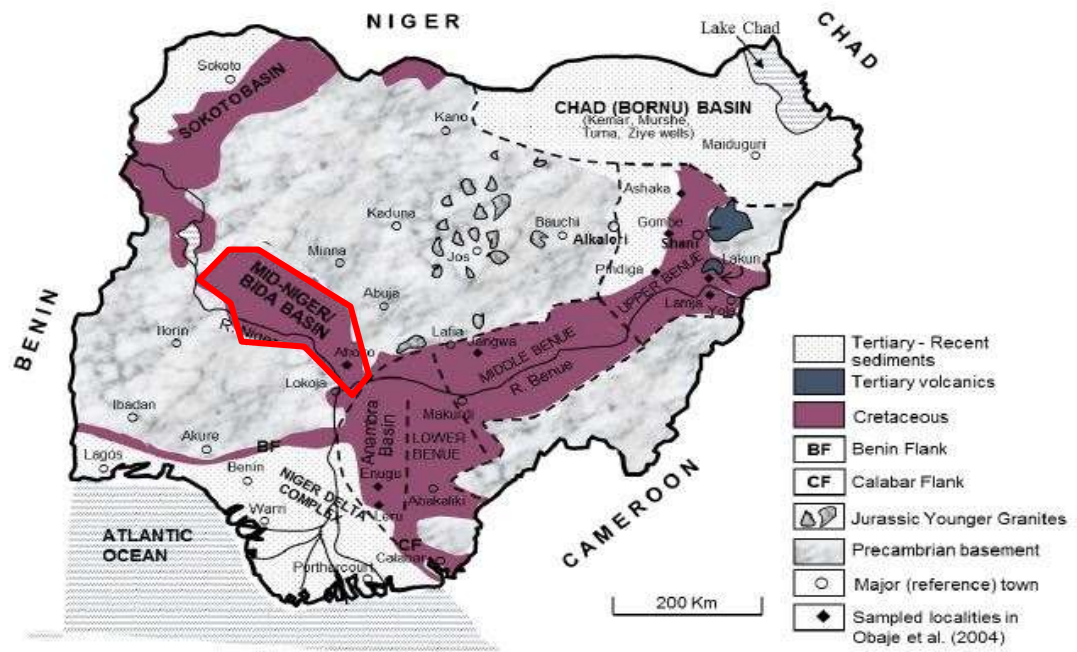 NIGER
CHAD
Lake Chad
Sokoto
SOKOTO BASIN
CHAD (BORNU) BASIN
(Kemar, Murshe,
Tuma, Ziye wells)
Kano
Maiduguri
Ashaka
Kaduna
Bauchi
Gombe
Alkaleri
Shani
Minna
Jos
Pindiga
Lakun
MID-NIGER/
BIDA BASIN
UPPER BENUE
Abuja
Lamja
Yola
BENIN
Ilorin
R. Niger
Lafia
Jangwa
Ahoko
MIDDLE BENUE
R. Benue
Lokoja
Ibadan
Makurdi
Anambra
Basin
LOWER
BENUE
Akure
BF
Lagos
Benin
Enugu
NIGER DELTA
COMPLEX
Abakaliki
Warri
Leru
CAMEROON
ATLANTIC
OCEAN
CF
Calabar
Portharcourt
200 Km
Tertiary - Recent
sediments
Tertiary volcanics
Cretaceous
BF Benin Flank
CF Calabar Flank
Jurassic Younger Granites
Precambrian basement
Major (reference) town
Sampled localities in
Obaje et al. (2004)